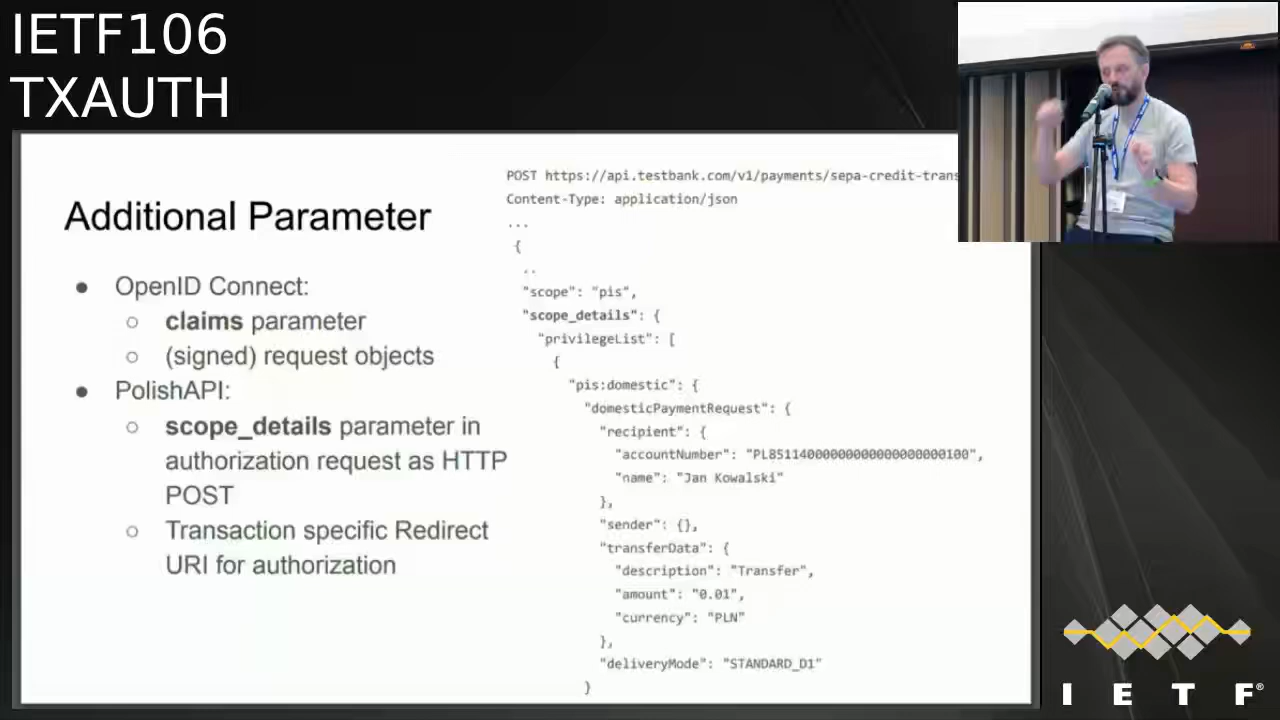 IETF106
TXAUTH
Additional Parameter
● OpenID Connect:
○ claims parameter
○ (signed) request objects
● PolishAPI:
○ scope_details parameter in
authorization request as HTTP
POST
○ Transaction specific Redirect
URI for authorization
POST https://api.testbank.com/v1/payments/sepa-credit-trans
Content-Type: application/json
...
{
..
"scope": "pis",
"scope_details": {
"privilegeList": [
{
"pis:domestic": {
"domesticPaymentRequest": {
"recipient": {
"accountNumber":
"name": "Jan Kowalski"
},
"sender": {},
"transferData": {
"description": "Transfer",
"amount": "0.01",
"currency": "PLN"
},
"deliveryMode": "STANDARD_D1"
}
I E T F®